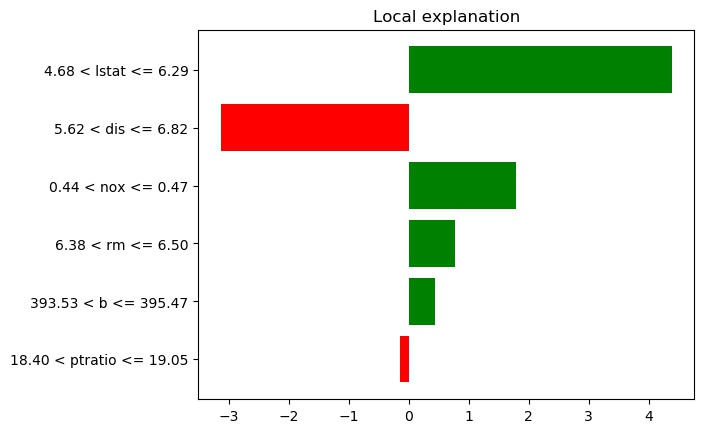 Local explanation
4.68 < lstat <= 6.29
5.62 < dis <= 6.82
0.44 < nox <= 0.47
6.38 < rm <= 6.50
393.53 < b <= 395.47
18.40 < ptratio <= 19.05
−3 −2 −1 0 1 2 3 4